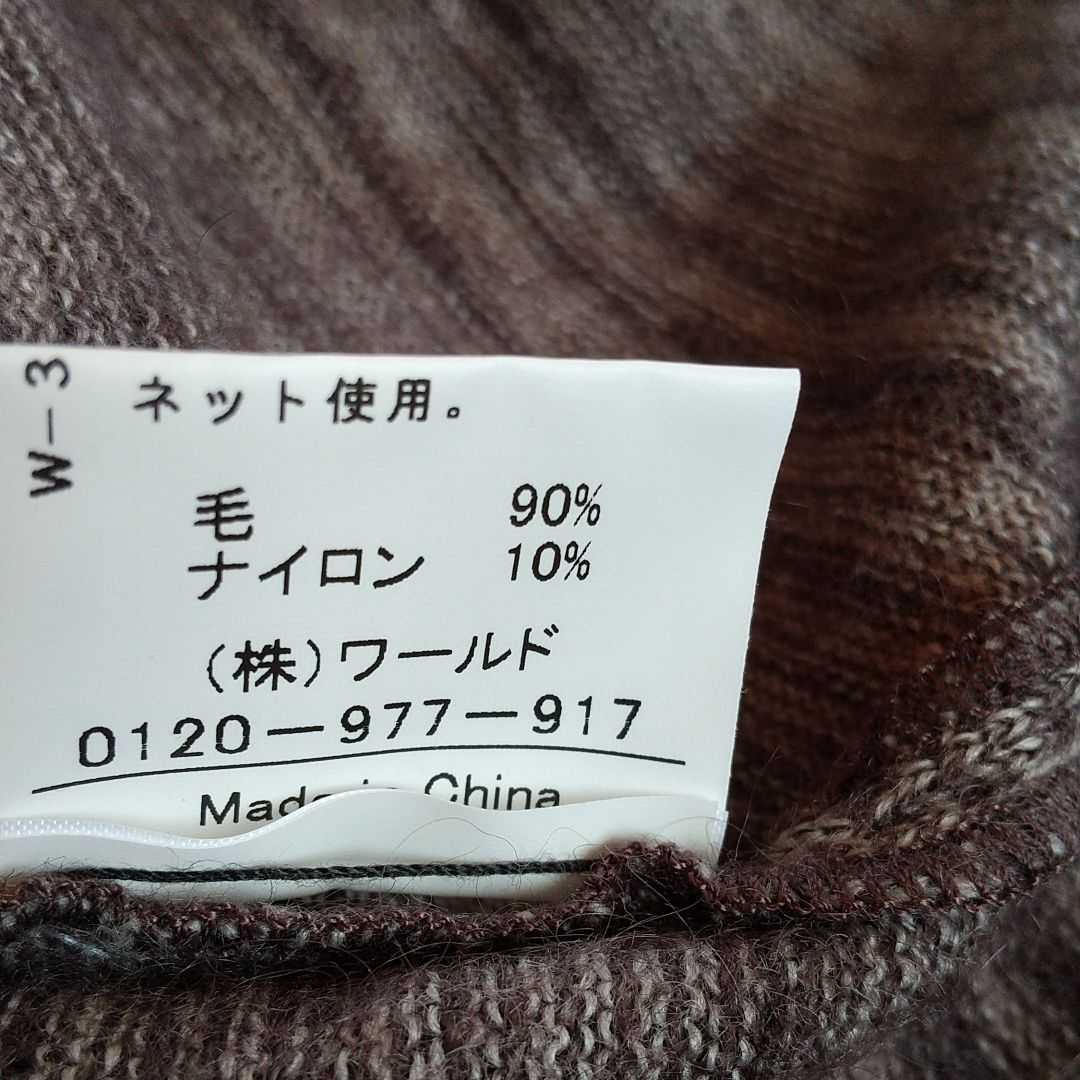 W-3
ネット使用。
毛 90%
ナイロン 10%
(株)ワールド
0120-977-917
Made in China